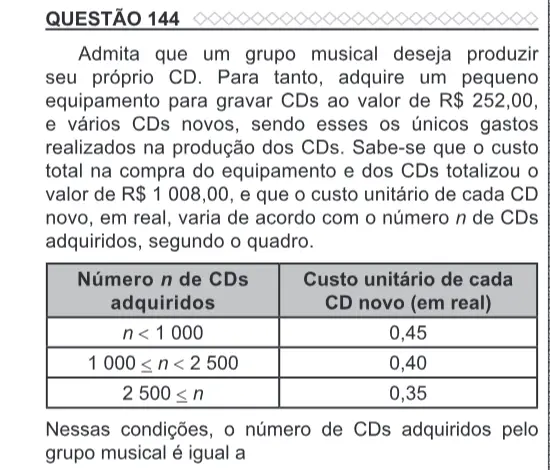 QUESTÃO 144
Admita que um grupo musical deseja produzir
seu próprio CD. Para tanto, adquire um pequeno
equipamento para gravar CDs ao valor de R$ 252,00,
e vários CDs novos, sendo esses os únicos gastos
realizados na produção dos CDs. Sabe-se que o custo
total na compra do equipamento e dos CDs totalizou o
valor de R$ 1 008,00, e que o custo unitário de cada CD
novo, em real, varia de acordo com o número n de CDs
adquiridos, segundo o quadro.
Número n de CDs adquiridos Custo unitário de cada CD novo (em real)
n < 1 000 0,45
1 000 ≤ n < 2 500 0,40
2 500 ≤ n 0,35
Nessas condições, o número de CDs adquiridos pelo
grupo musical é igual a